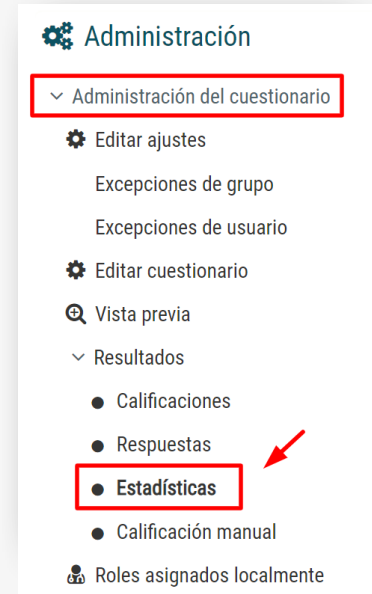 Administración
Administración del cuestionario
Editar ajustes
Excepciones de grupo
Excepciones de usuario
Editar cuestionario
Vista previa
Resultados
Calificaciones
Respuestas
Estadísticas
Calificación manual
Roles asignados localmente